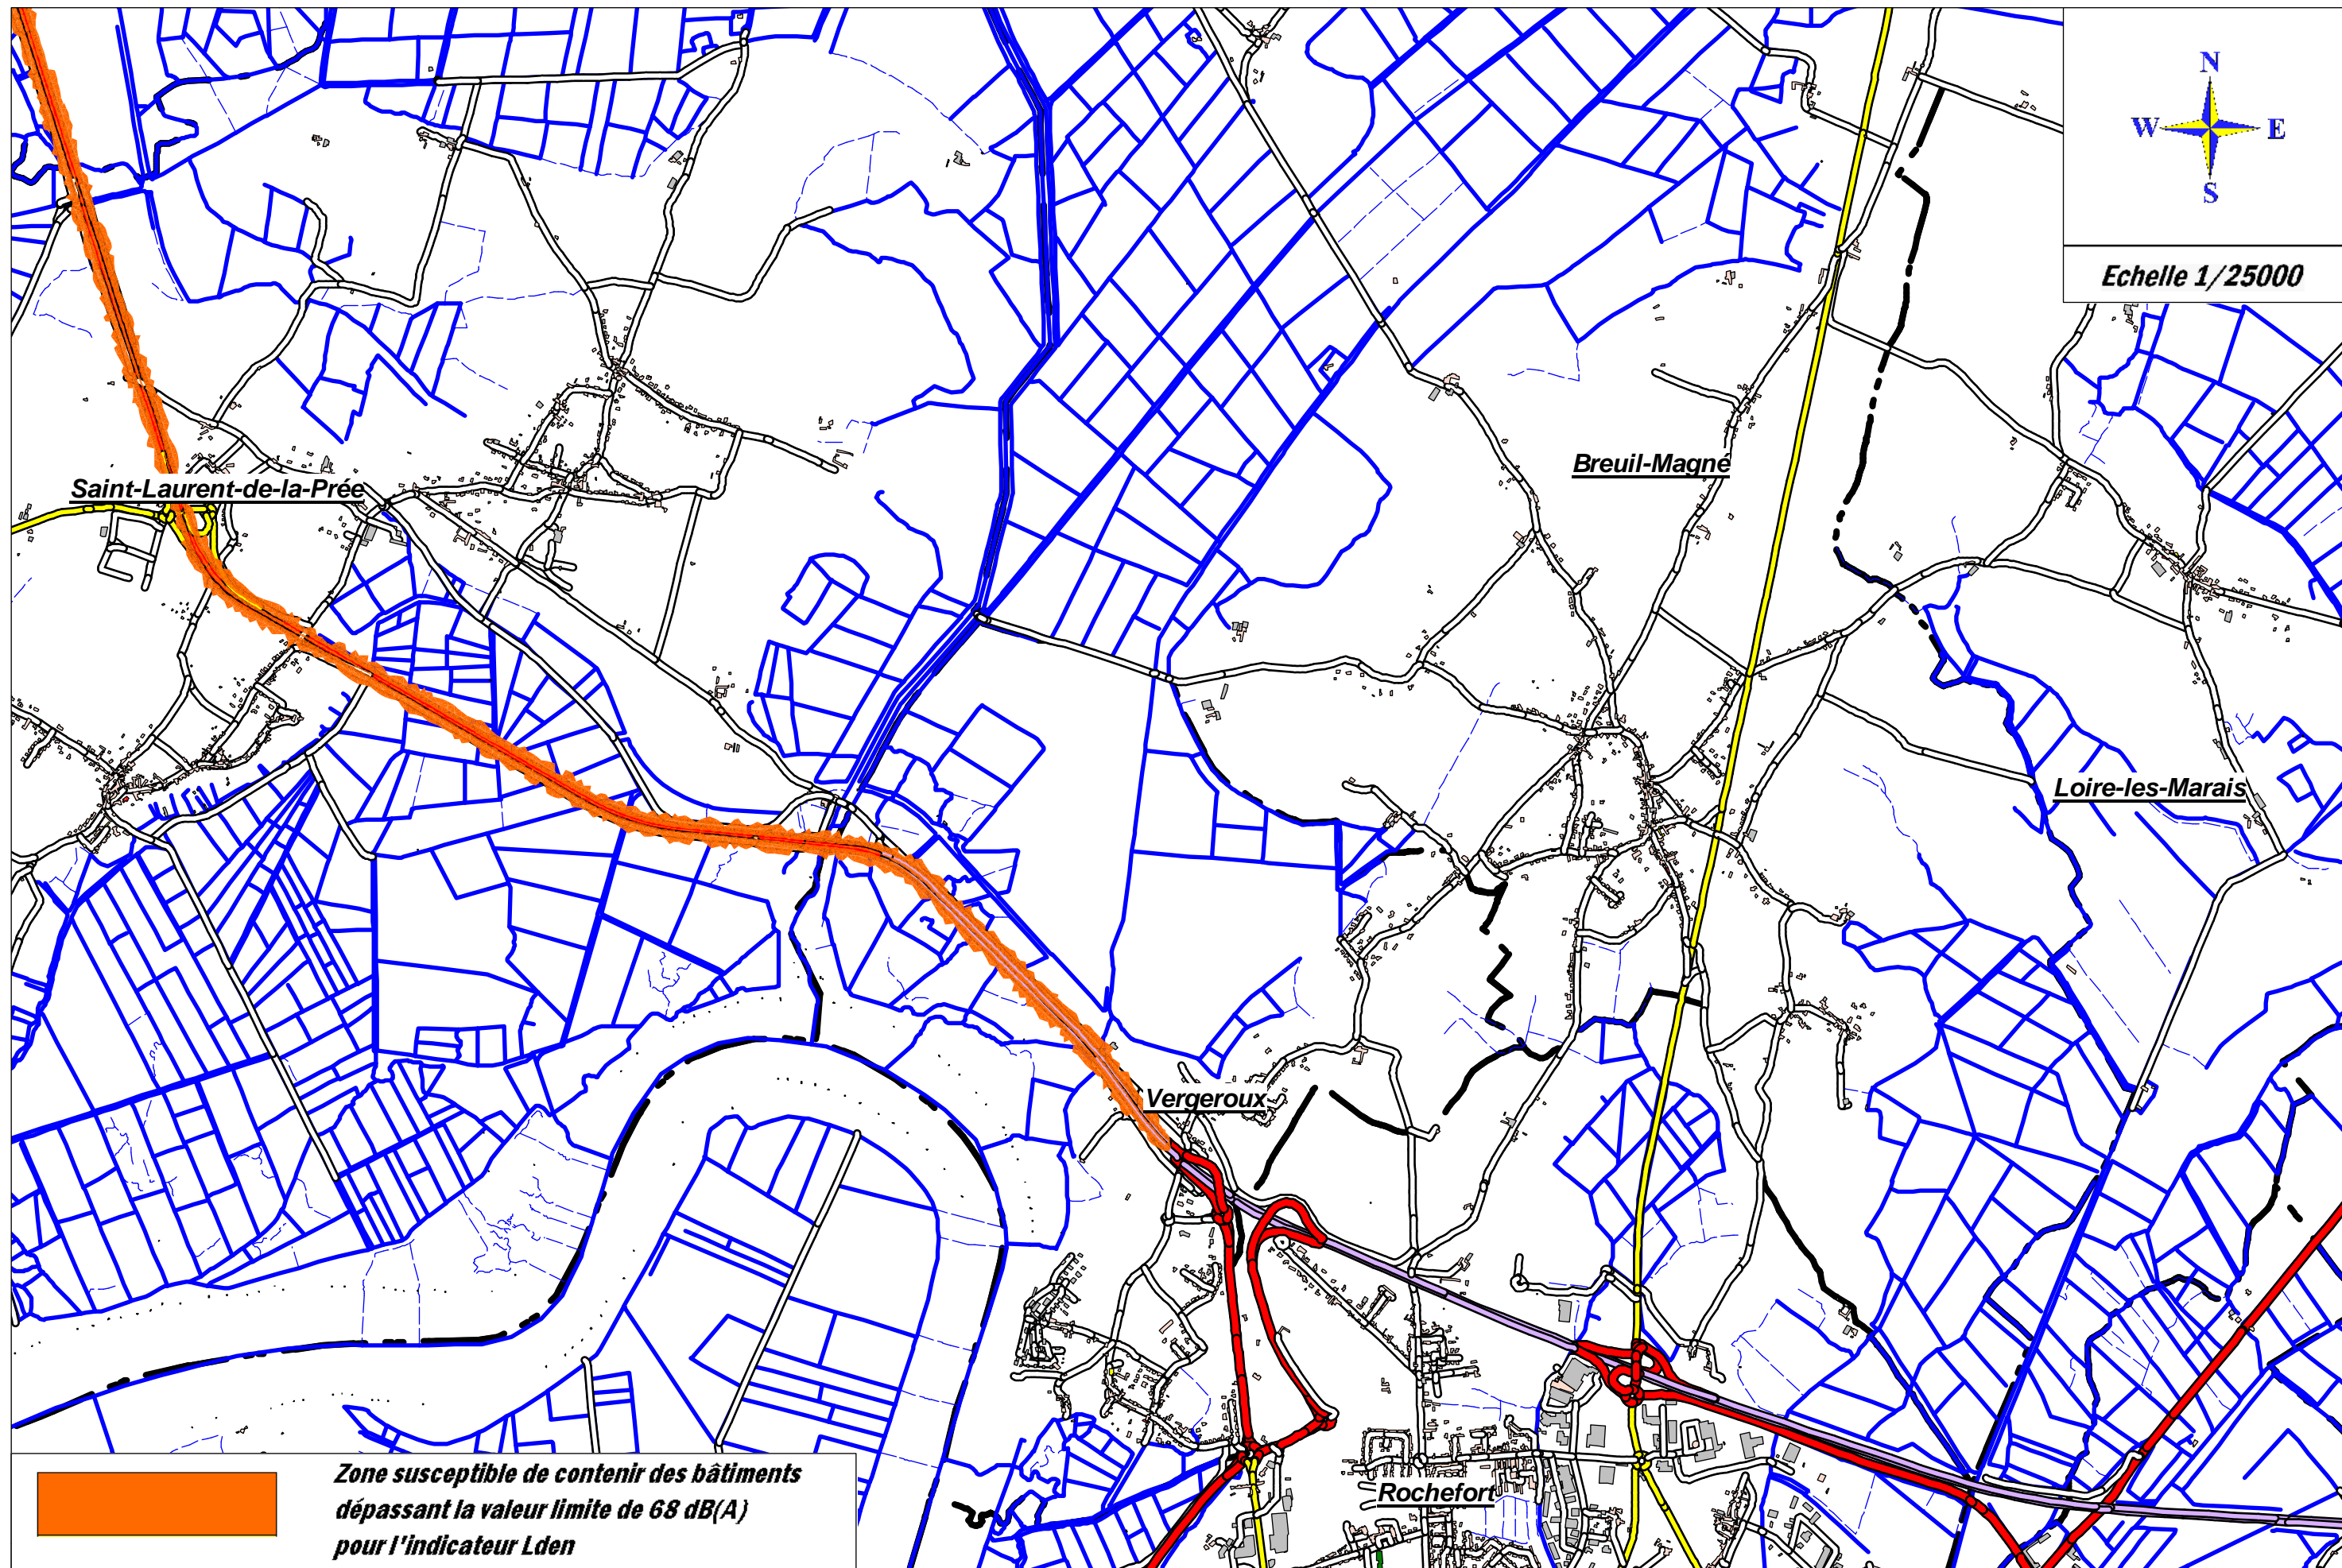 N
W E
S
Echelle 1/25000
Breuil-Magné
Saint-Laurent-de-la-Prée
Loire-les-Marais
Vergeroux
Rochefort
Zone susceptible de contenir des bâtiments
dépassant la valeur limite de 68 dB(A)
pour l'indicateur Lden